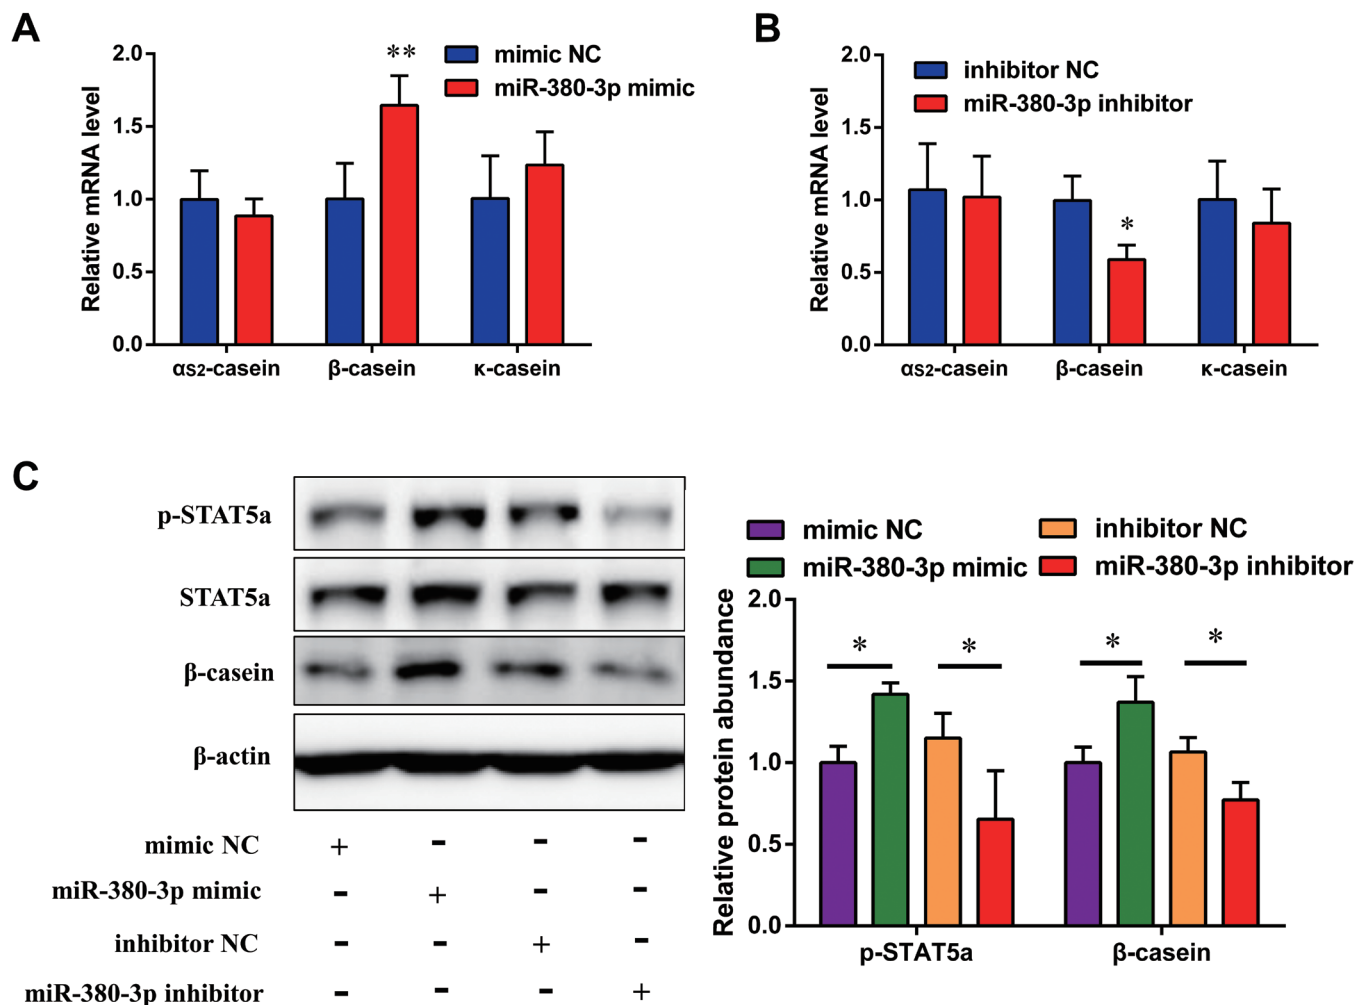 A
Relative mRNA level
2.0
1.5
1.0
0.5
0.0
**
mimic NC
miR-380-3p mimic
αs2-casein
β-casein
κ-casein
B
Relative mRNA level
2.0
1.5
1.0
0.5
0.0
inhibitor NC
miR-380-3p inhibitor
*
αs2-casein
β-casein
κ-casein
C
p-STAT5a
STAT5a
β-casein
β-actin
mimic NC + - - -
miR-380-3p mimic - + - -
inhibitor NC - - + -
miR-380-3p inhibitor - - - +
mimic NC
inhibitor NC
miR-380-3p mimic
miR-380-3p inhibitor
Relative protein abundance
2.0
1.5
1.0
0.5
0.0
* * * *
p-STAT5a
β-casein